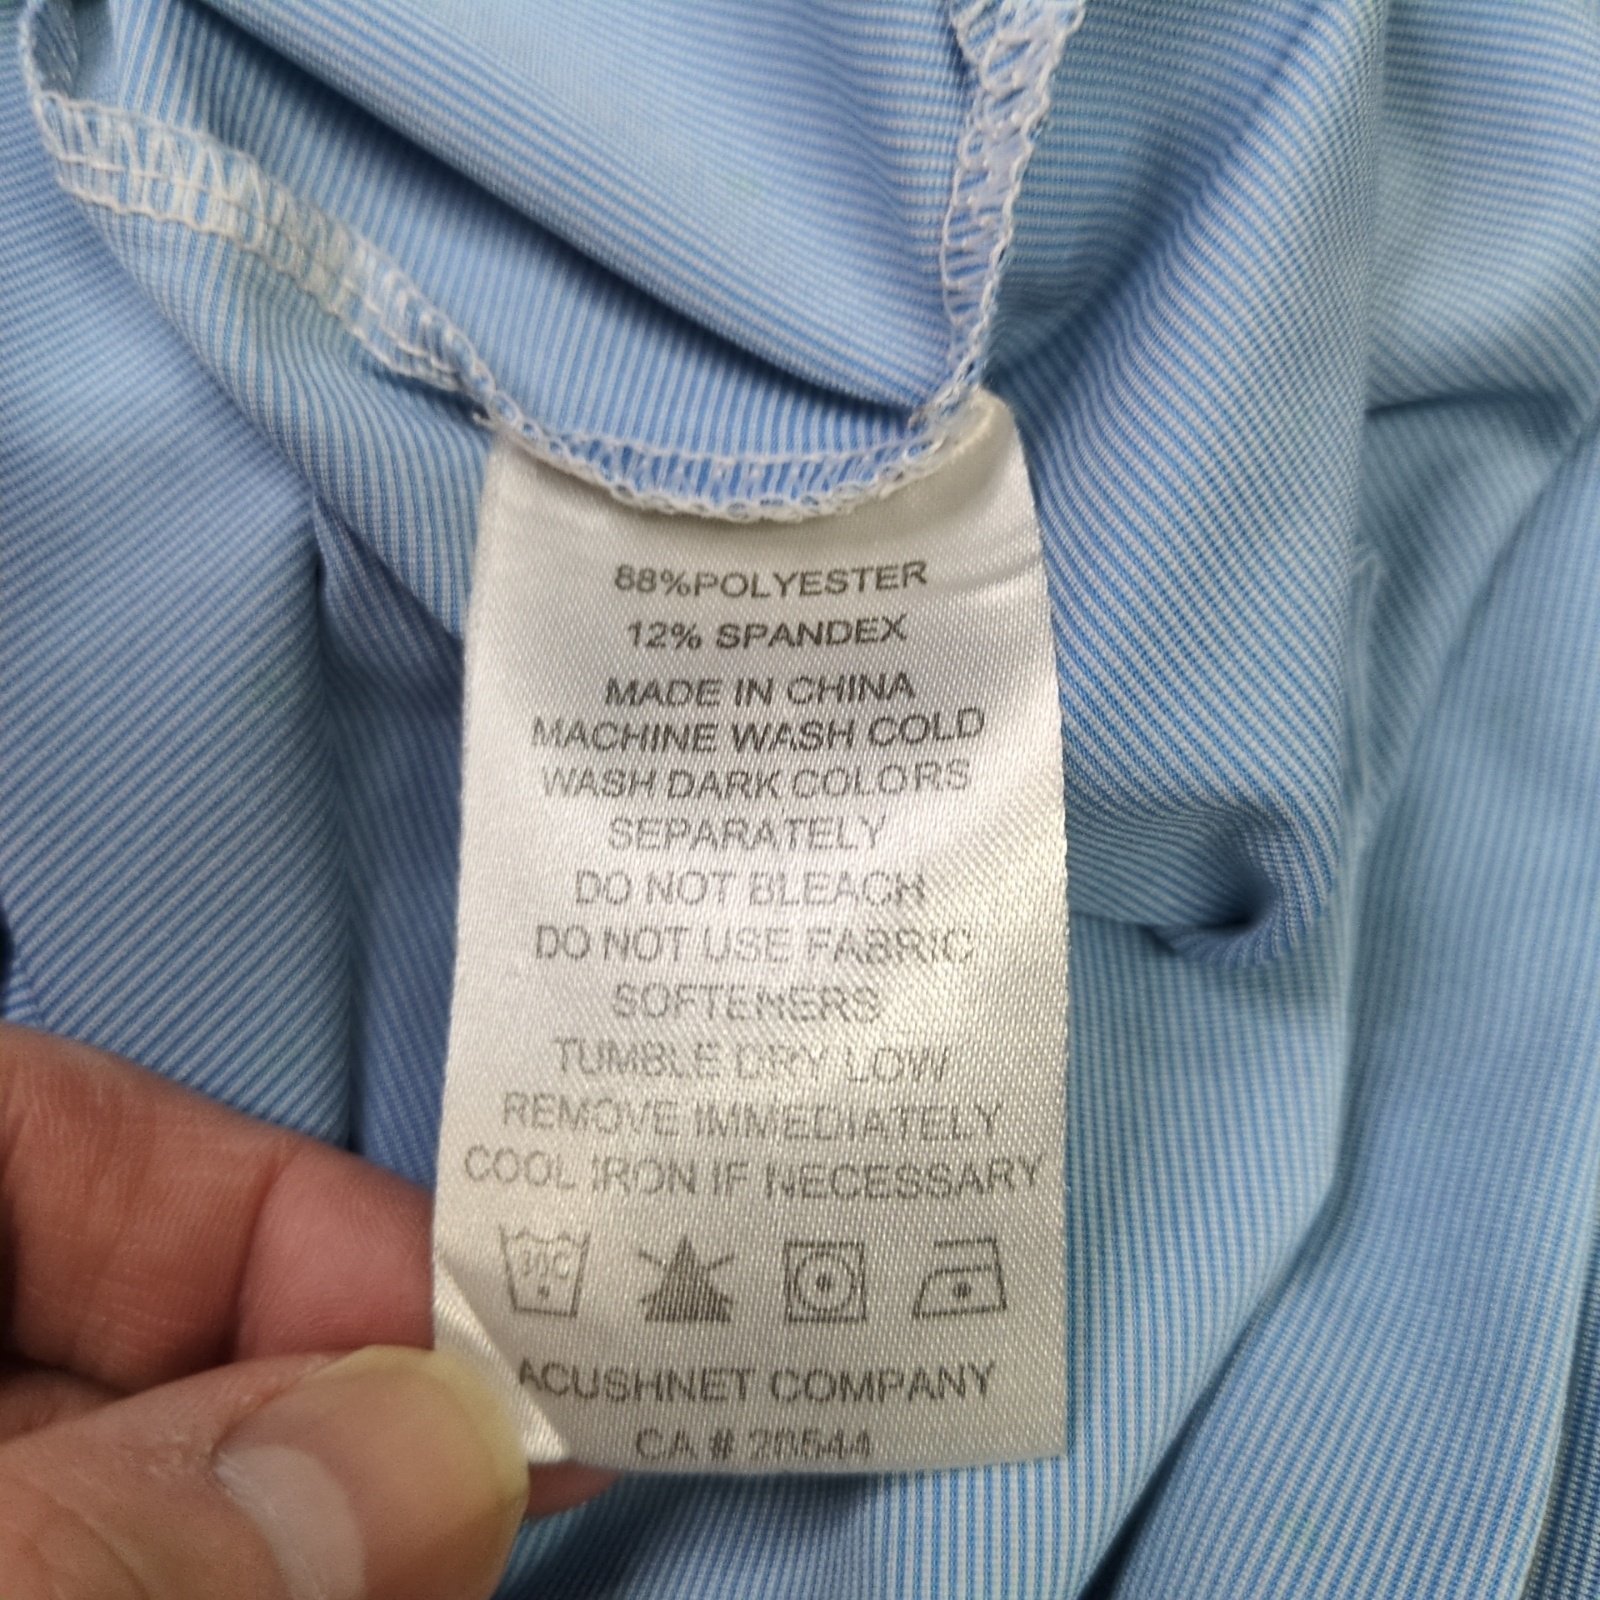 88%POLYESTER
12% SPANDEX
MADE IN CHINA
MACHINE WASH COLD
WASH DARK COLORS
SEPARATELY
DO NOT BLEACH
DO NOT USE FABRIC
SOFTENERS
TUMBLE DRY LOW
REMOVE IMMEDIATELY
COOL IRON IF NECESSARY
30C
ACUSHNET COMPANY
CA # 20544